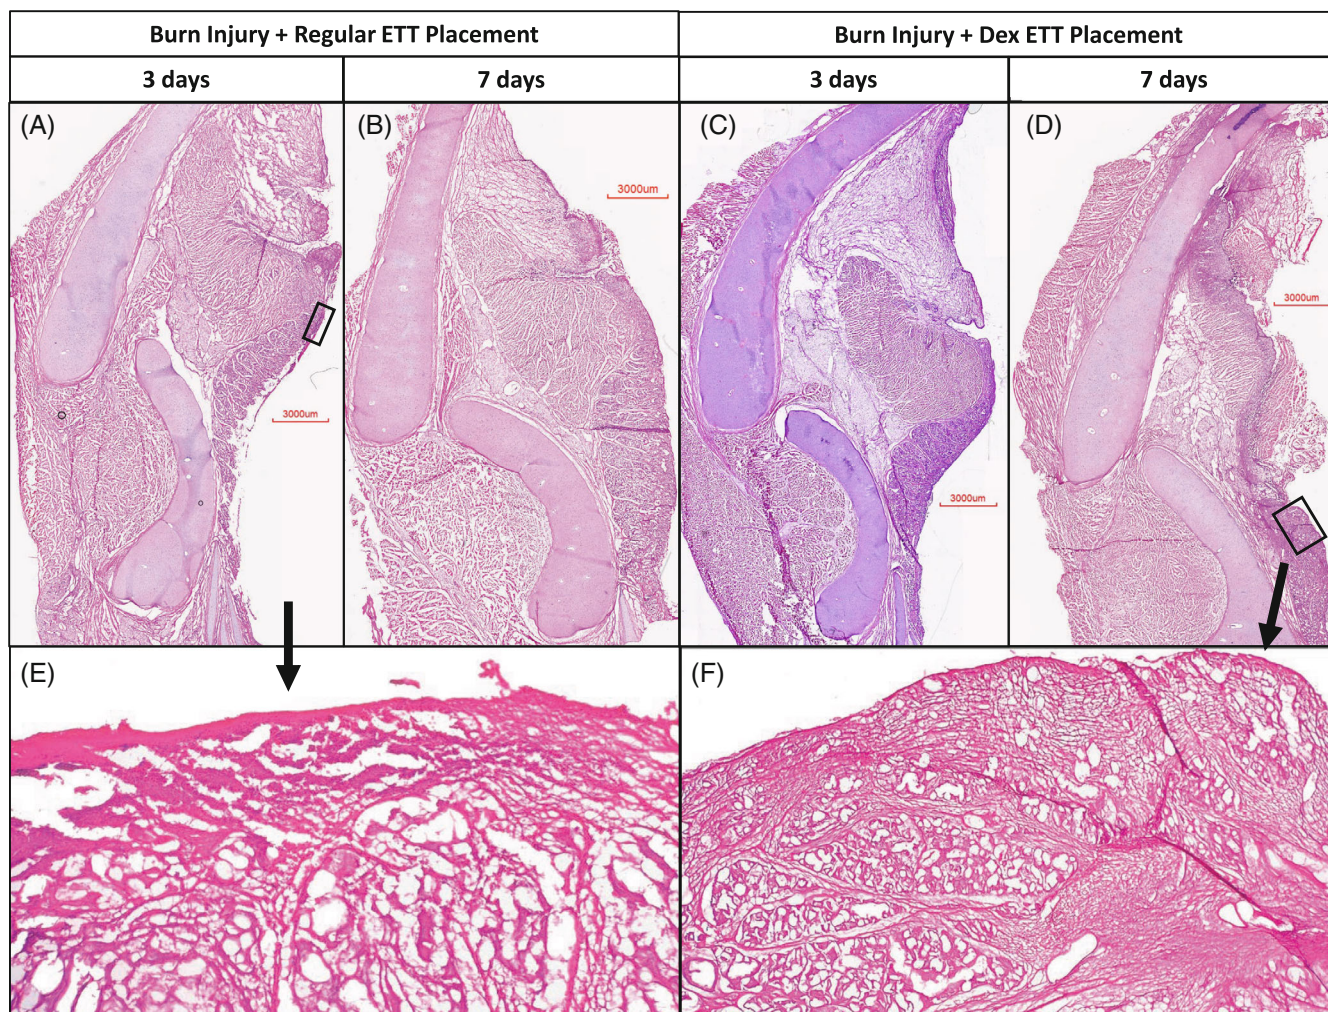 Burn Injury + Regular ETT Placement
Burn Injury + Dex ETT Placement
3 days
7 days
3 days
7 days
(A)
(B)
(C)
(D)
3000um
3000um
3000um
3000um
(E)
(F)